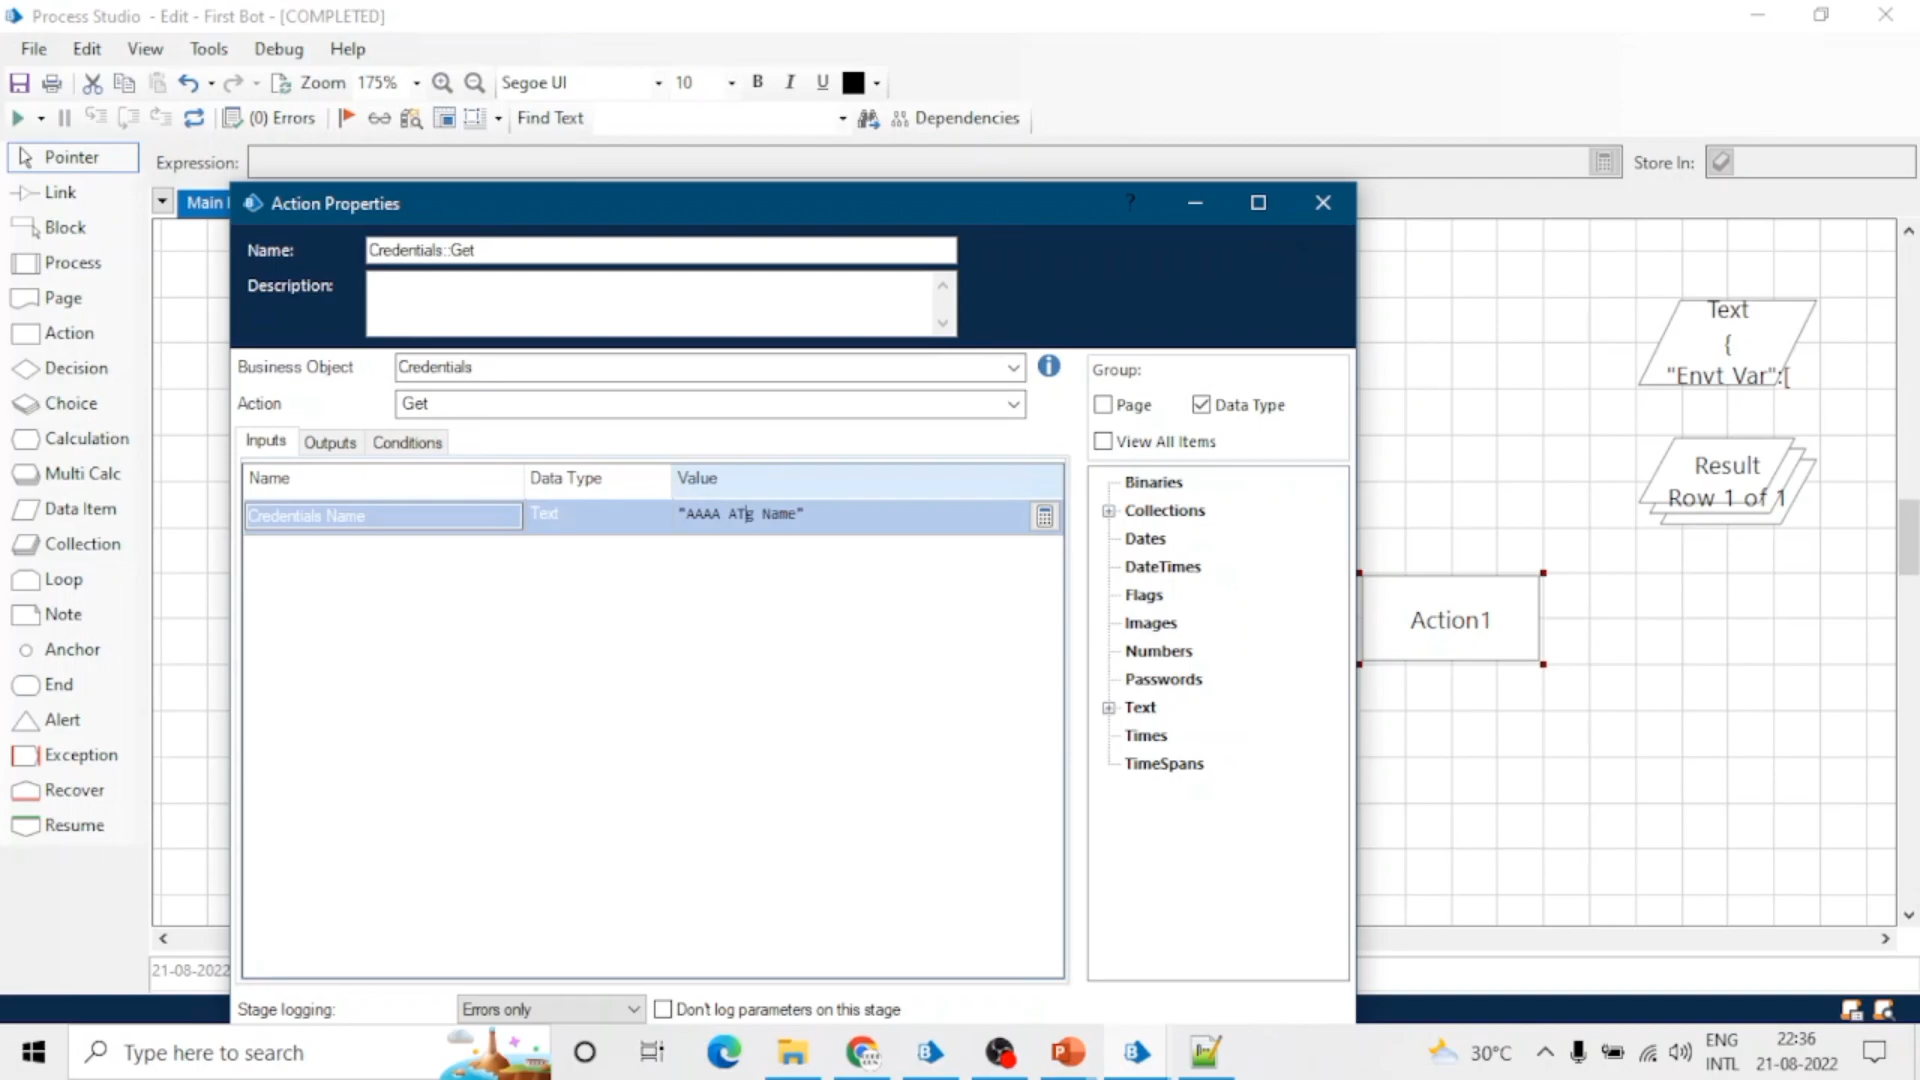 Process Studio - Edit - First Bot - [COMPLETED]
File Edit View Tools Debug Help
Zoom 175% Segoe UI 10 B I U
(0) Errors Find Text Dependencies
Pointer
Expression: Store In:
Link
Main
Action Properties ?
Block
Name: Credentials::Get
Process
Description:
Page
Text
{
"Envt Var":[
Action
Business Object Credentials
Group:
Decision
Action Get
Page Data Type
Choice
Inputs Outputs Conditions
View All Items
Calculation
Result
Row 1 of 1
Multi Calc
Name Data Type Value
Binaries
Data Item
Credentials Name Text "AAAA ATg Name"
Collections
Collection
Dates
DateTimes
Loop
Flags
Note
Images
Action1
Anchor
Numbers
End
Passwords
Alert
Text
Exception
Times
Recover
TimeSpans
Resume
21-08-2022
Stage logging: Errors only Don't log parameters on this stage
Type here to search
30°C
ENG
INTL
22:36
21-08-2022